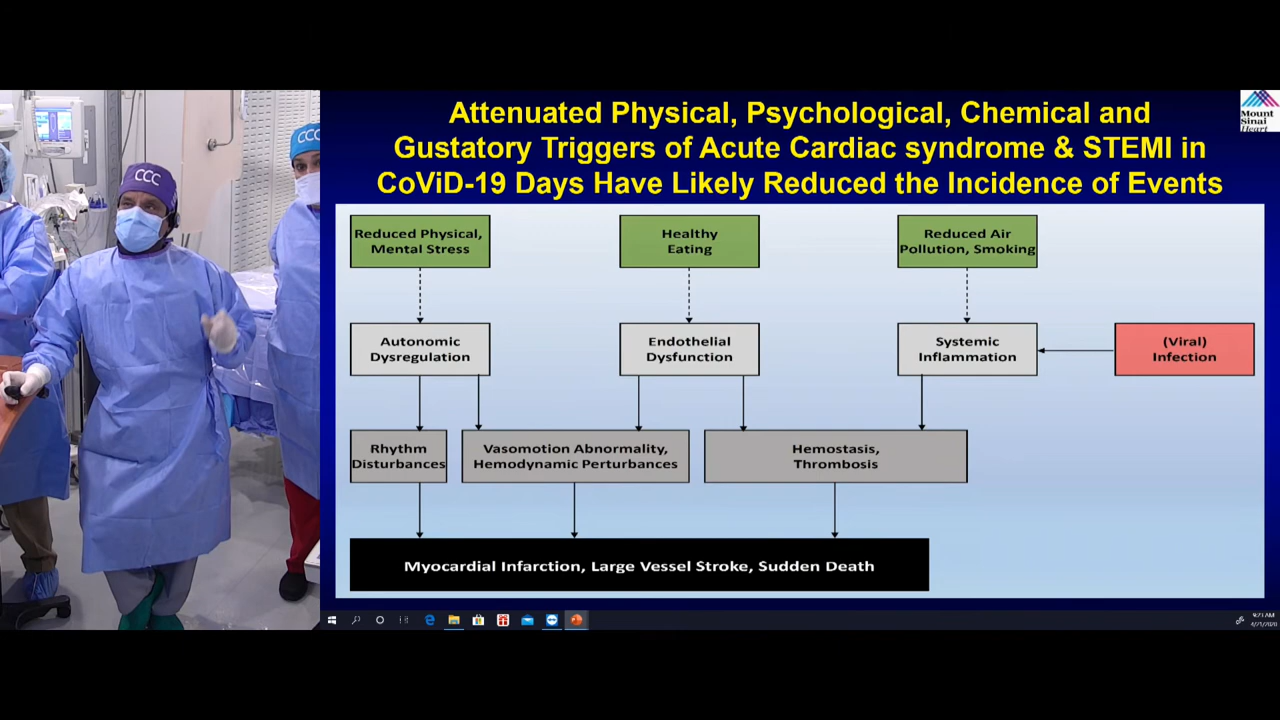 Attenuated Physical, Psychological, Chemical and
Gustatory Triggers of Acute Cardiac syndrome & STEMI in
CoViD-19 Days Have Likely Reduced the Incidence of Events
Mount
Sinai
Heart
CCC
CCC
Reduced Physical,
Mental Stress
Healthy
Eating
Reduced Air
Pollution, Smoking
Autonomic
Dysregulation
Endothelial
Dysfunction
Systemic
Inflammation
(Viral)
Infection
Rhythm
Disturbances
Vasomotion Abnormality,
Hemodynamic Perturbances
Hemostasis,
Thrombosis
Myocardial Infarction, Large Vessel Stroke, Sudden Death